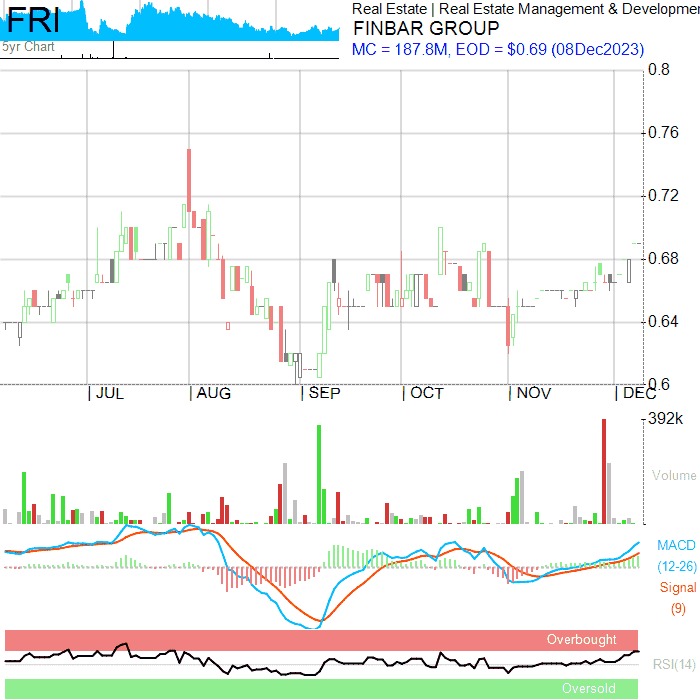 FRI
5yr Chart
Real Estate | Real Estate Management & Developmen
FINBAR GROUP
MC = 187.8M, EOD = $0.69 (08Dec2023)
0.8
0.76
0.72
0.68
0.64
0.6
JUL AUG SEP OCT NOV DEC
392k
Volume
MACD
(12-26)
Signal
(9)
Overbought
RSI(14)
Oversold